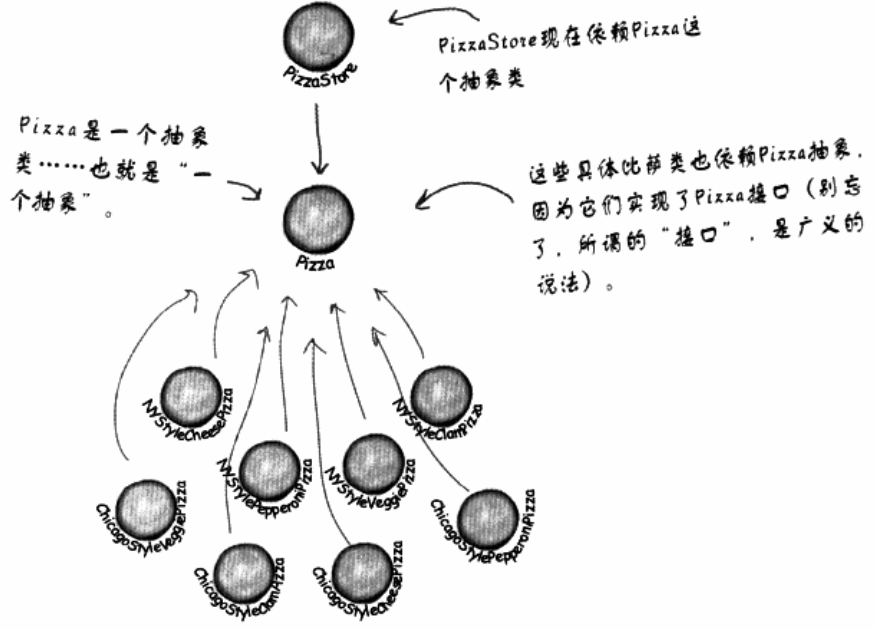 PizzaStore
PizzaStore现在依赖Pizza这
个抽象类
Pizza是一个抽象
类……也就是“一
个抽象”。
这些具体比萨类也依赖Pizza抽象，
因为它们实现了Pizza接口（别忘
了，所谓的“接口”，是广义的
说法）。
Pizza
NYStyleCheesePizza
NYStyleClamPizza
NYStylePepperoniPizza
NYStyleVeggiePizza
ChicagoStyleVeggiePizza
ChicagoStylePepperoniPizza
ChicagoStyleClamPizza
ChicagoStyleCheesePizza